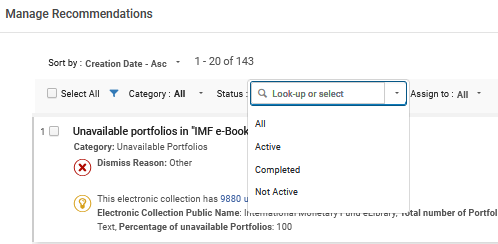 Manage Recommendations
Sort by : Creation Date - Asc 1 - 20 of 143
Select All Category : All Status : Look-up or select Assign to : All
All
Active
Completed
Not Active
1 Unavailable portfolios in "IMF e-Book
Category: Unavailable Portfolios
Dismiss Reason: Other
This electronic collection has 9880 u
Electronic Collection Public Name: International Monetary Fund eLibrary, Total number of Portfol
Text, Percentage of unavailable Portfolios: 100